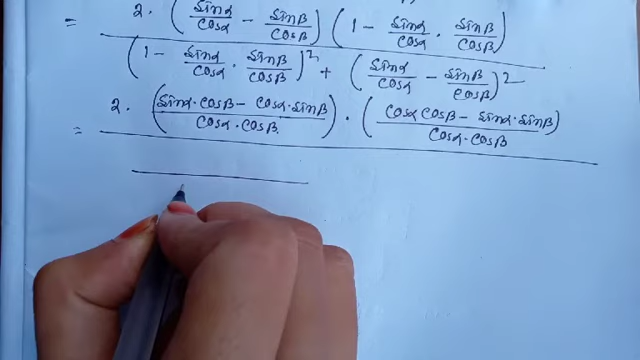 = 2 . (sinα/cosα − sinβ/cosβ) (1 − sinα/cosα · sinβ/cosβ)
(1 − sinα/cosα · sinβ/cosβ)² + (sinα/cosα − sinβ/cosβ)²
= 2 . (sinα·cosβ − cosα·sinβ / cosα·cosβ) · (cosα cosβ − sinα·sinβ / cosα·cosβ)